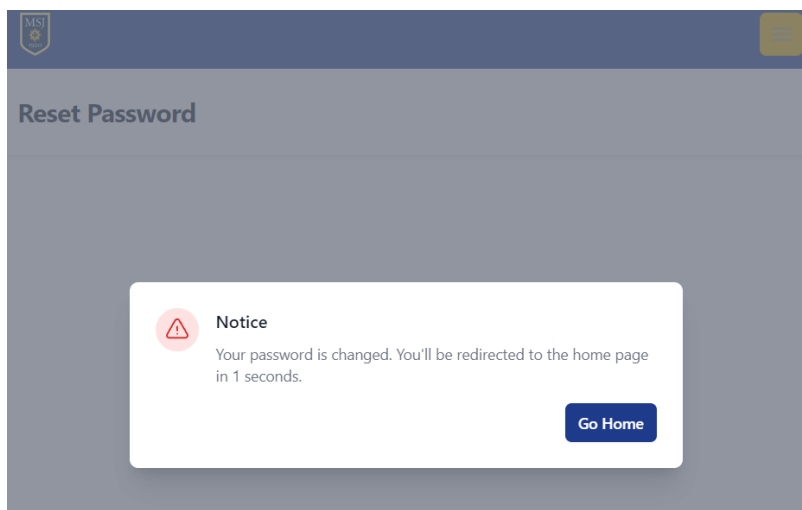 MSJ
Reset Password
Notice
Your password is changed. You'll be redirected to the home page
in 1 seconds.
Go Home